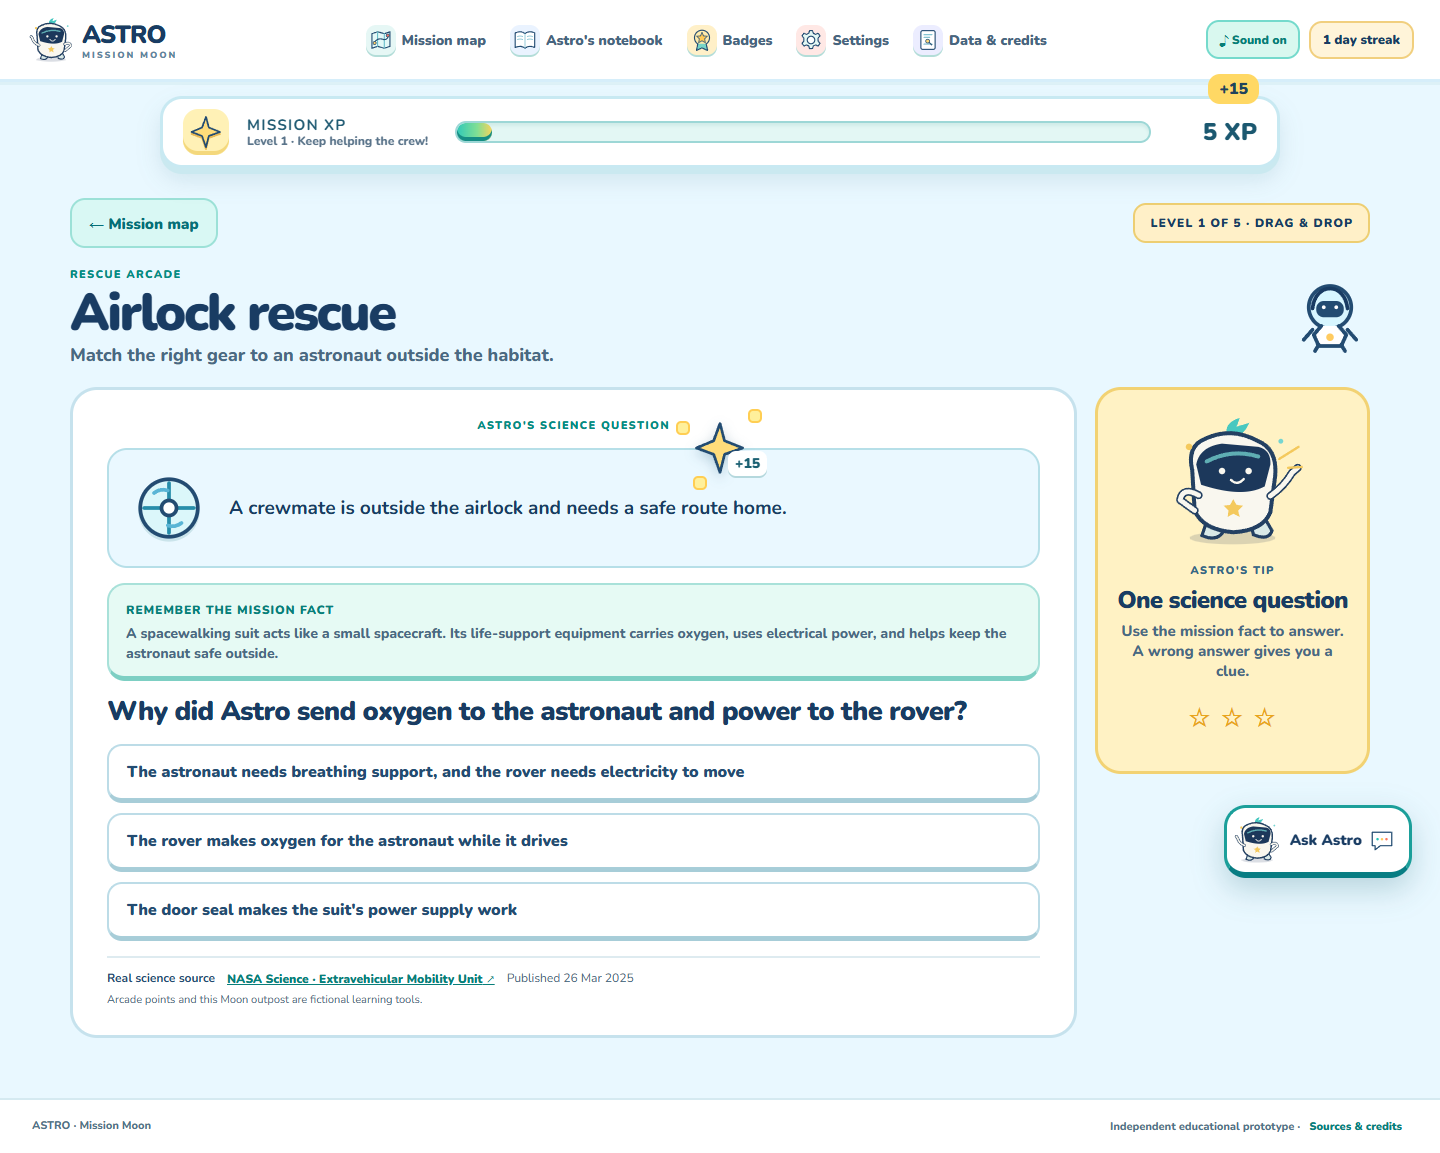 ASTRO
MISSION MOON
Mission map
Astro's notebook
Badges
Settings
Data & credits
♪ Sound on
1 day streak
+15
MISSION XP
Level 1 · Keep helping the crew!
5 XP
← Mission map
LEVEL 1 OF 5 · DRAG & DROP
RESCUE ARCADE
Airlock rescue
Match the right gear to an astronaut outside the habitat.
ASTRO'S SCIENCE QUESTION
+15
A crewmate is outside the airlock and needs a safe route home.
REMEMBER THE MISSION FACT
A spacewalking suit acts like a small spacecraft. Its life-support equipment carries oxygen, uses electrical power, and helps keep the
astronaut safe outside.
Why did Astro send oxygen to the astronaut and power to the rover?
The astronaut needs breathing support, and the rover needs electricity to move
The rover makes oxygen for the astronaut while it drives
The door seal makes the suit's power supply work
Real science source NASA Science · Extravehicular Mobility Unit ↗ Published 26 Mar 2025
Arcade points and this Moon outpost are fictional learning tools.
ASTRO'S TIP
One science question
Use the mission fact to answer.
A wrong answer gives you a
clue.
☆ ☆ ☆
Ask Astro
ASTRO · Mission Moon
Independent educational prototype · Sources & credits